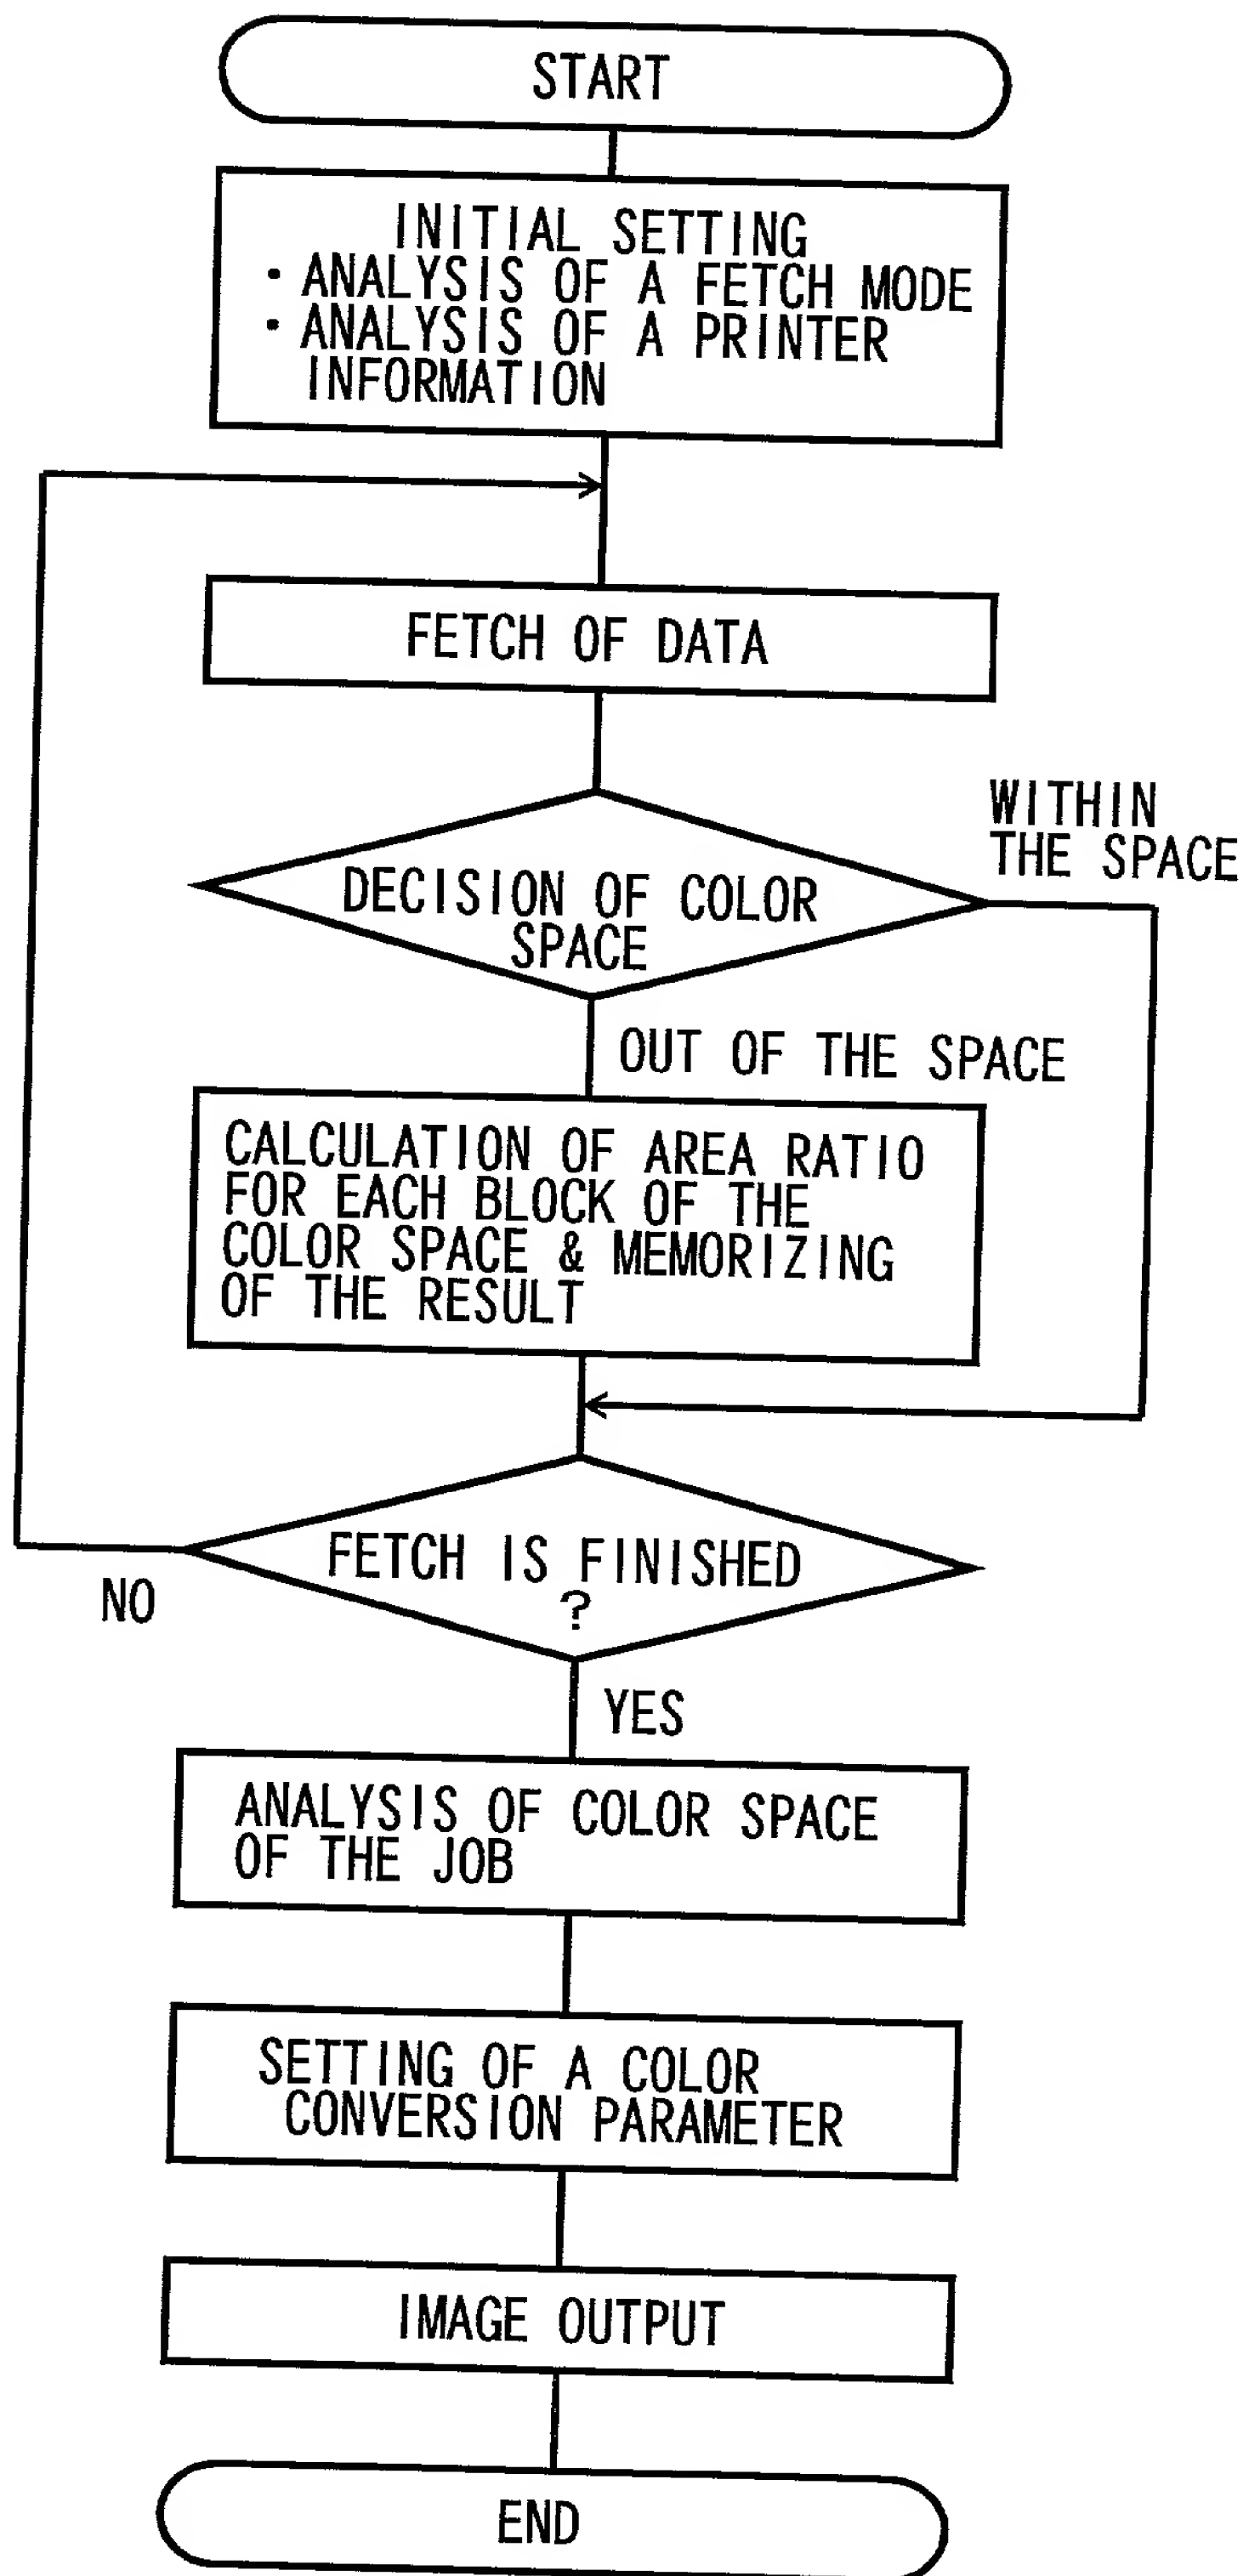 START
INITIAL SETTING
· ANALYSIS OF A FETCH MODE
· ANALYSIS OF A PRINTER
INFORMATION
FETCH OF DATA
WITHIN
THE SPACE
DECISION OF COLOR
SPACE
OUT OF THE SPACE
CALCULATION OF AREA RATIO
FOR EACH BLOCK OF THE
COLOR SPACE & MEMORIZING
OF THE RESULT
FETCH IS FINISHED
?
NO
YES
ANALYSIS OF COLOR SPACE
OF THE JOB
SETTING OF A COLOR
CONVERSION PARAMETER
IMAGE OUTPUT
END